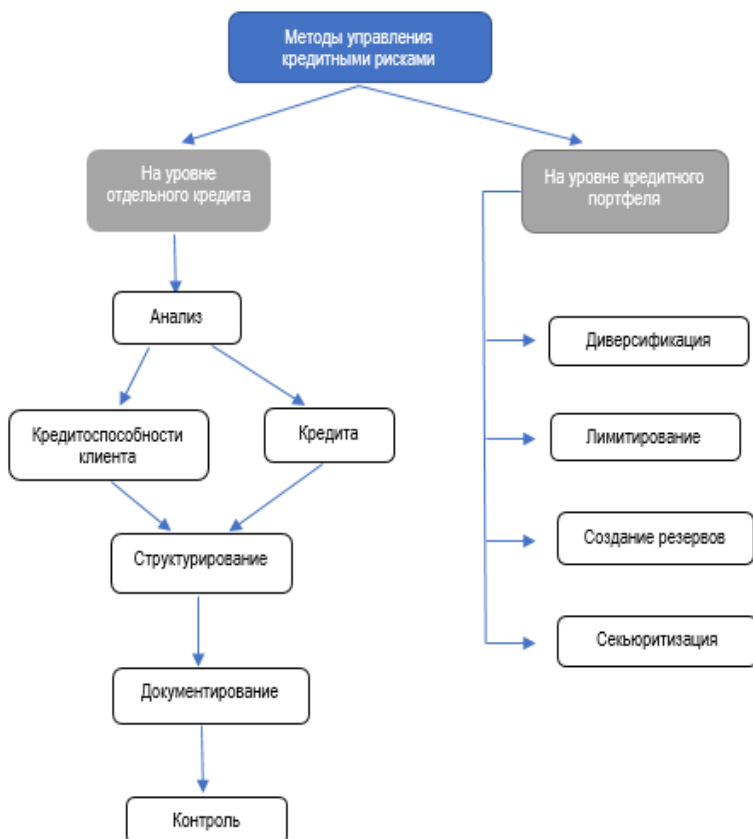 Методы управления
кредитными рисками
На уровне
отдельного кредита
На уровне кредитного
портфеля
Анализ
Диверсификация
Кредитоспособности
клиента
Кредита
Лимитирование
Структурирование
Создание резервов
Секьюритизация
Документирование
Контроль